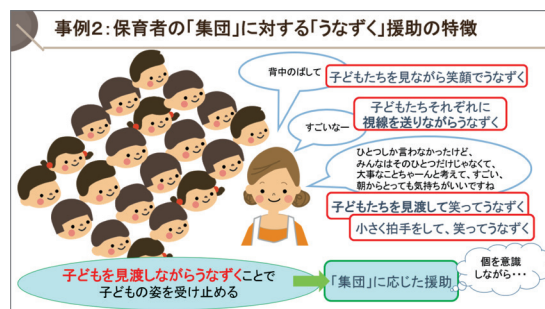 事例2:保育者の「集団」に対する「うなずく」援助の特徴
背中のばして
子どもたちを見ながら笑顔でうなずく
すごいなー
子どもたちそれぞれに
視線を送りながらうなずく
ひとつしか言わなかったけど、
みんなはそのひとつだけじゃなくて、
大事なことちゃーんと考えて、すごい、
朝からとっても気持ちがいいですね
子どもたちを見渡して笑ってうなずく
小さく拍手をして、笑ってうなずく
子どもを見渡しながらうなずくことで
子どもの姿を受け止める
「集団」に応じた援助
個を意識
しながら・・・